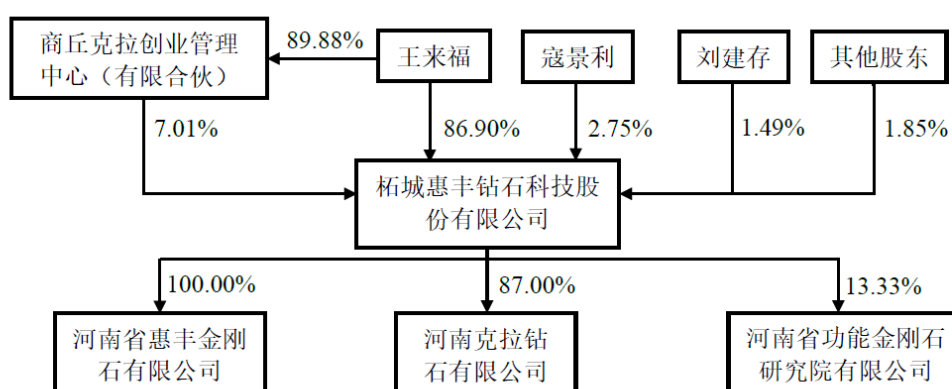 商丘克拉创业管理
中心（有限合伙）
89.88%
王来福
寇景利
刘建存
其他股东
7.01%
86.90%
2.75%
1.49%
1.85%
柘城惠丰钻石科技股
份有限公司
100.00%
87.00%
13.33%
河南省惠丰金刚
石有限公司
河南克拉钻
石有限公司
河南省功能金刚石
研究院有限公司